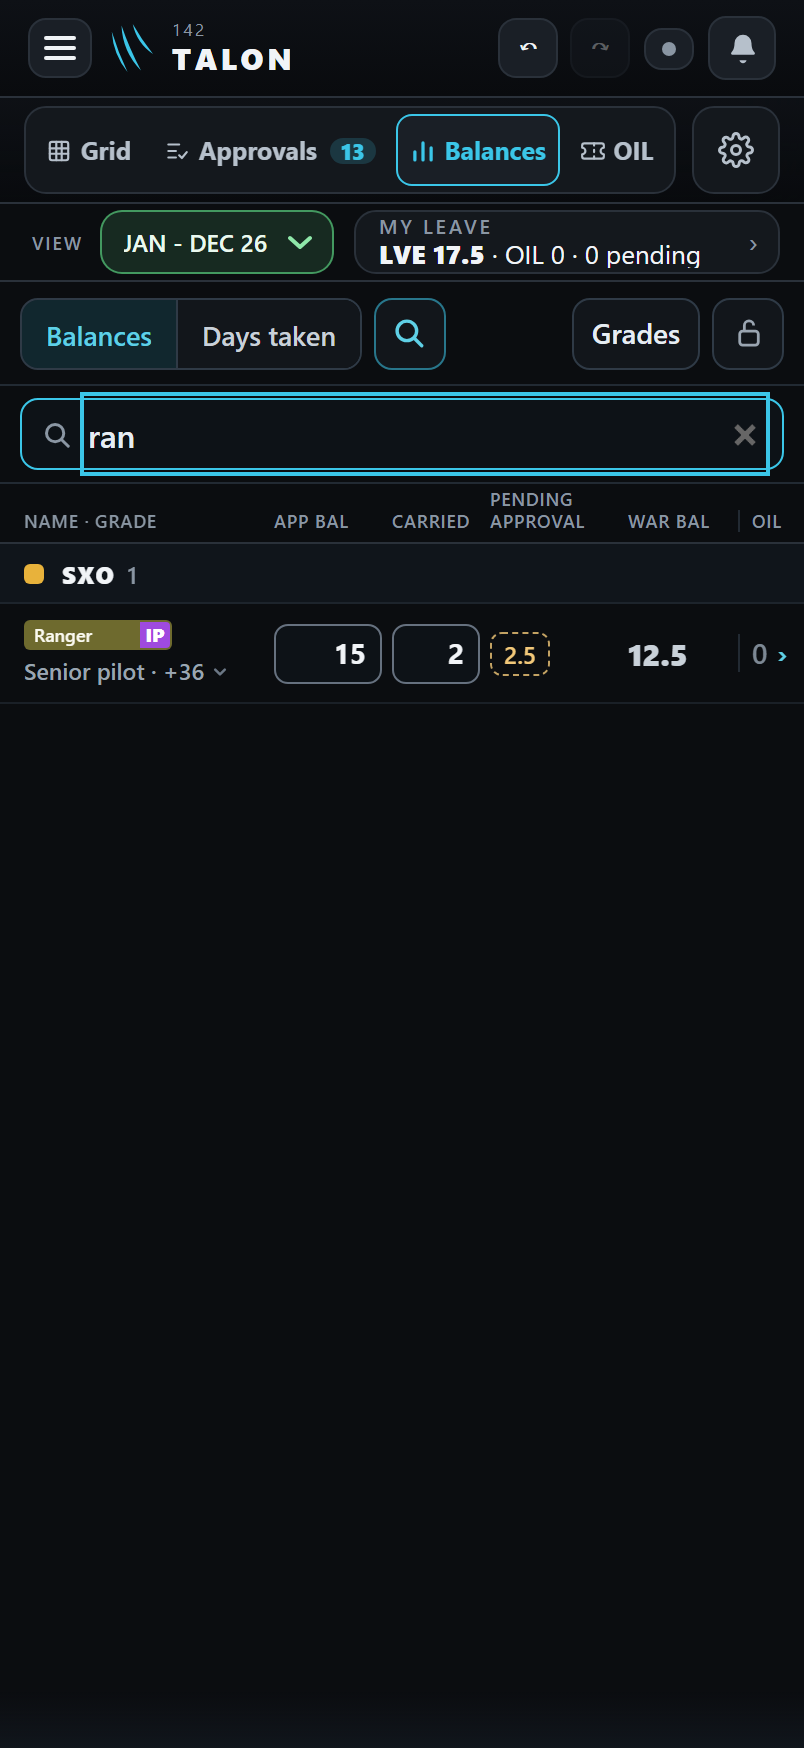 142
TALON
Grid
Approvals 13
Balances
OIL
VIEW
JAN - DEC 26
MY LEAVE
LVE 17.5 · OIL 0 · 0 pending
Balances
Days taken
Grades
ran
NAME · GRADE
APP BAL
CARRIED
PENDING
APPROVAL
WAR BAL
OIL
SXO 1
Ranger IP
Senior pilot · +36
15
2
2.5
12.5
0